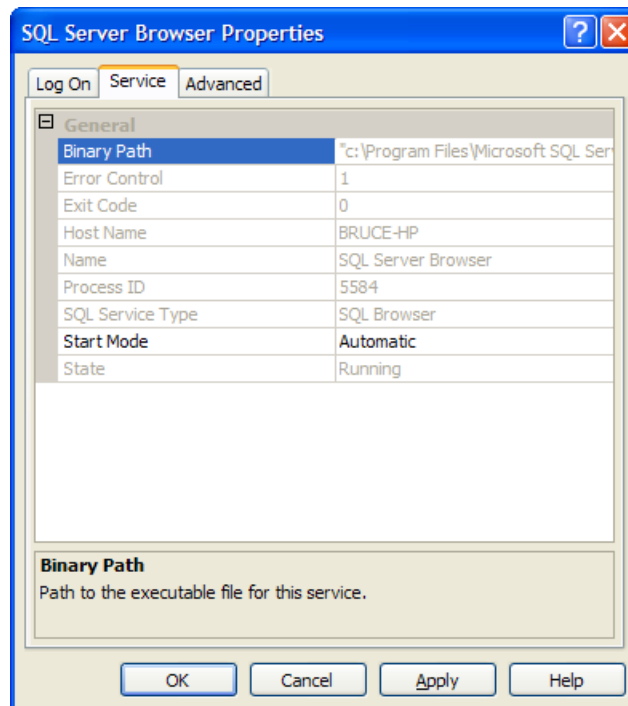 SQL Server Browser Properties
Log On Service Advanced
General
Binary Path "c:\Program Files\Microsoft SQL Ser
Error Control 1
Exit Code 0
Host Name BRUCE-HP
Name SQL Server Browser
Process ID 5584
SQL Service Type SQL Browser
Start Mode Automatic
State Running
Binary Path
Path to the executable file for this service.
OK Cancel Apply Help